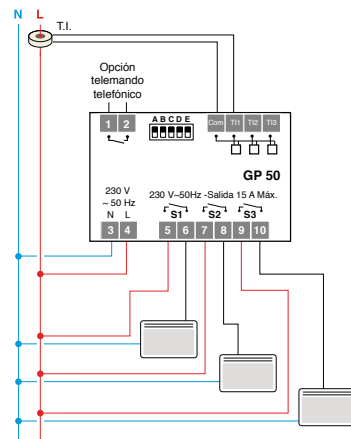 N L
T.I.
Opción
telemando
telefónico
1 2
A B C D E
Com TI1 TI2 TI3
GP 50
230 V
~ 50 Hz
N L
230 V~50Hz -Salida 15 A Máx.
S1 S2 S3
3 4 5 6 7 8 9 10